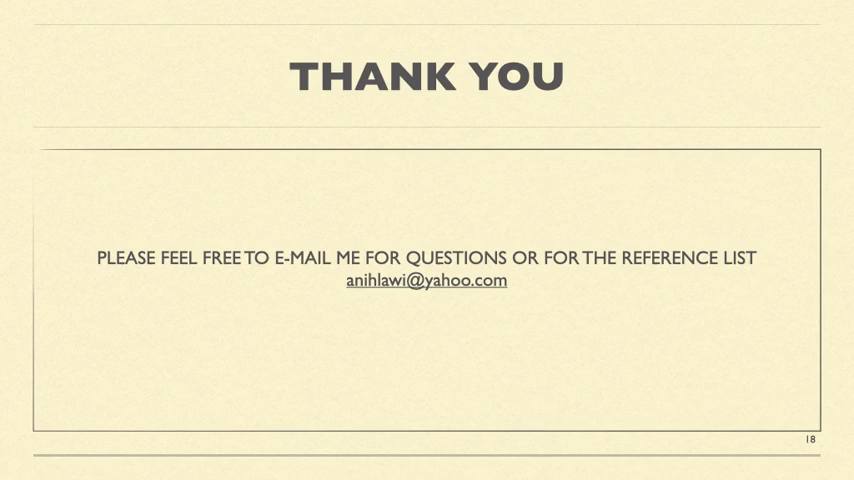 THANK YOU
PLEASE FEEL FREE TO E-MAIL ME FOR QUESTIONS OR FOR THE REFERENCE LIST
anihlawi@yahoo.com
18